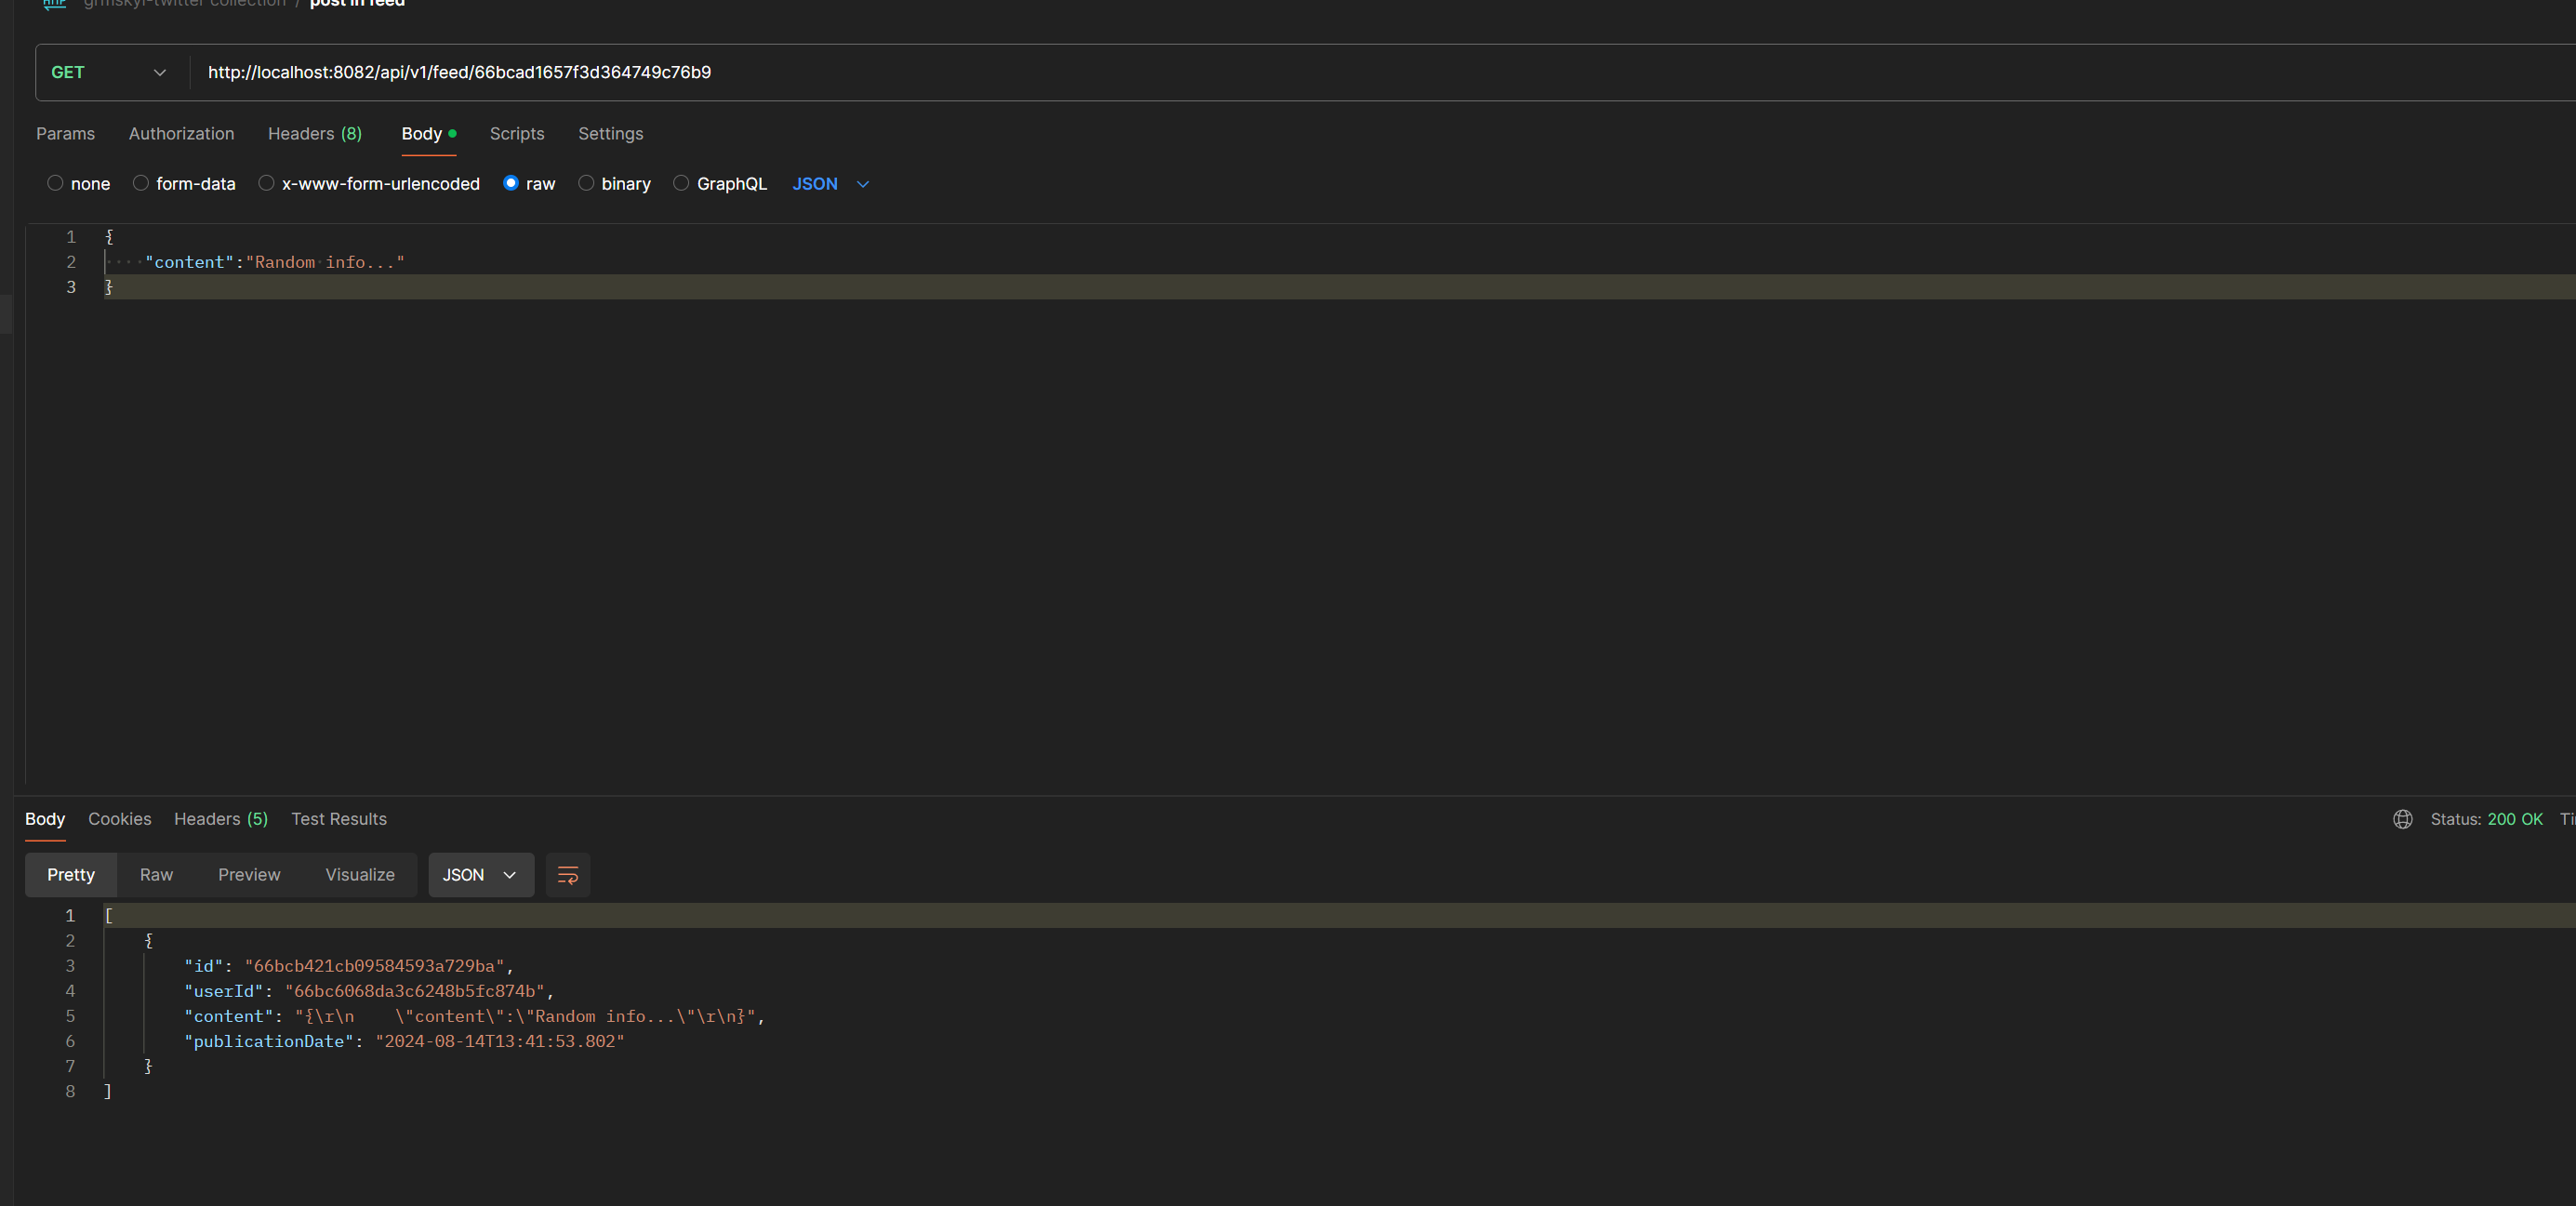 grmskyi-twitter collection / post in feed
GET http://localhost:8082/api/v1/feed/66bcad1657f3d364749c76b9
Params Authorization Headers (8) Body Scripts Settings
none form-data x-www-form-urlencoded raw binary GraphQL JSON
1 {
2 ····"content":"Random·info..."
3 }
Body Cookies Headers (5) Test Results Status: 200 OK
Pretty Raw Preview Visualize JSON
1 [
2 {
3 "id": "66bcb421cb09584593a729ba",
4 "userId": "66bc6068da3c6248b5fc874b",
5 "content": "{\r\n    \"content\":\"Random info...\"\r\n}",
6 "publicationDate": "2024-08-14T13:41:53.802"
7 }
8 ]